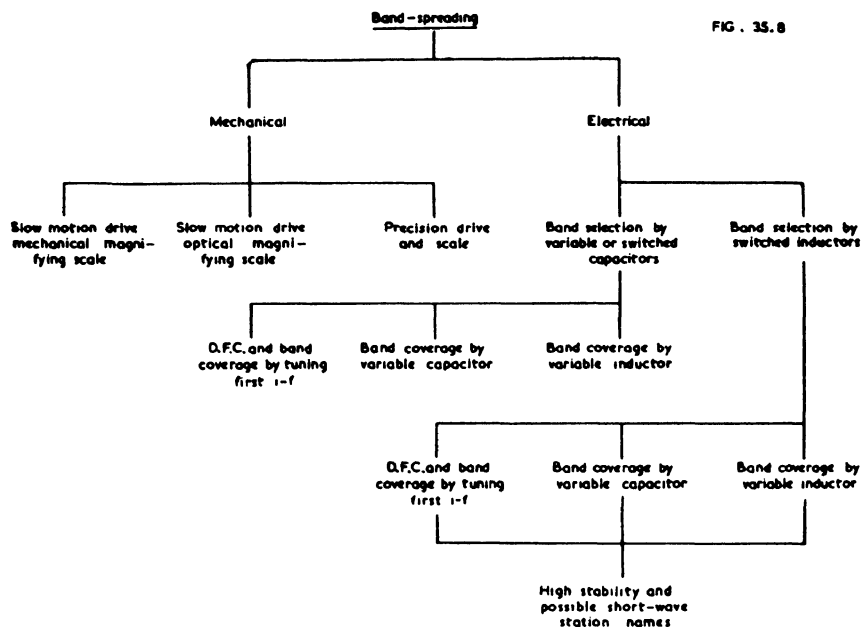 Band-spreading
FIG. 35.8
Mechanical
Electrical
Slow motion drive
mechanical magni-
fying scale
Slow motion drive
optical magni-
fying scale
Precision drive
and scale
Band selection by
variable or switched
capacitors
Band selection by
switched inductors
D.F.C. and band
coverage by tuning
first i-f
Band coverage by
variable capacitor
Band coverage by
variable inductor
D.F.C. and band
coverage by tuning
first i-f
Band coverage by
variable capacitor
Band coverage by
variable inductor
High stability and
possible short-wave
station names